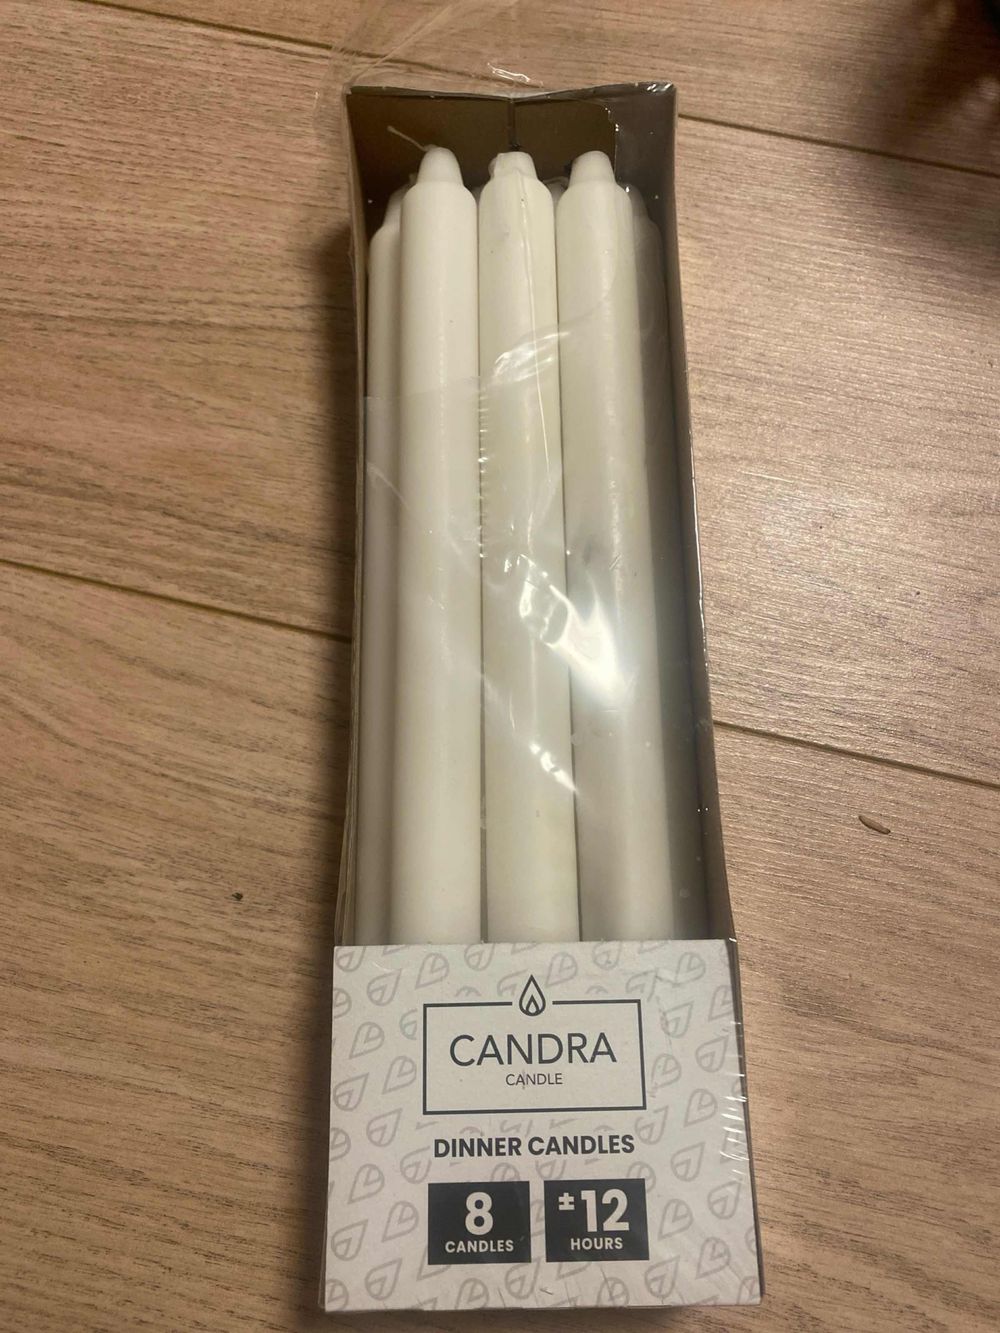 CANDRA
CANDLE
DINNER CANDLES
8
CANDLES
±12
HOURS